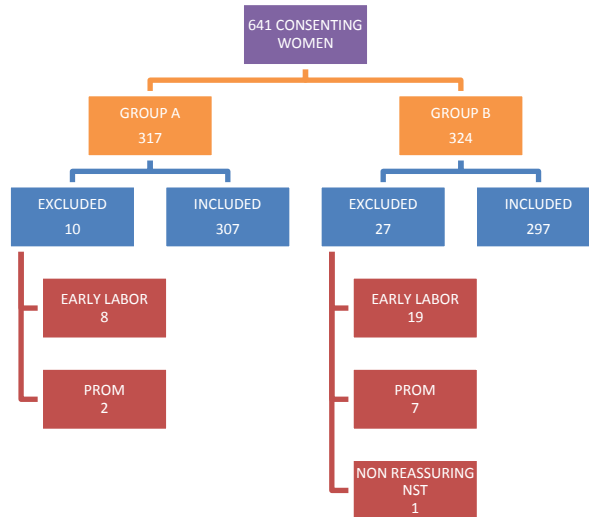 641 CONSENTING
WOMEN
GROUP A
317
GROUP B
324
EXCLUDED
10
INCLUDED
307
EXCLUDED
27
INCLUDED
297
EARLY LABOR
8
EARLY LABOR
19
PROM
2
PROM
7
NON REASSURING
NST
1